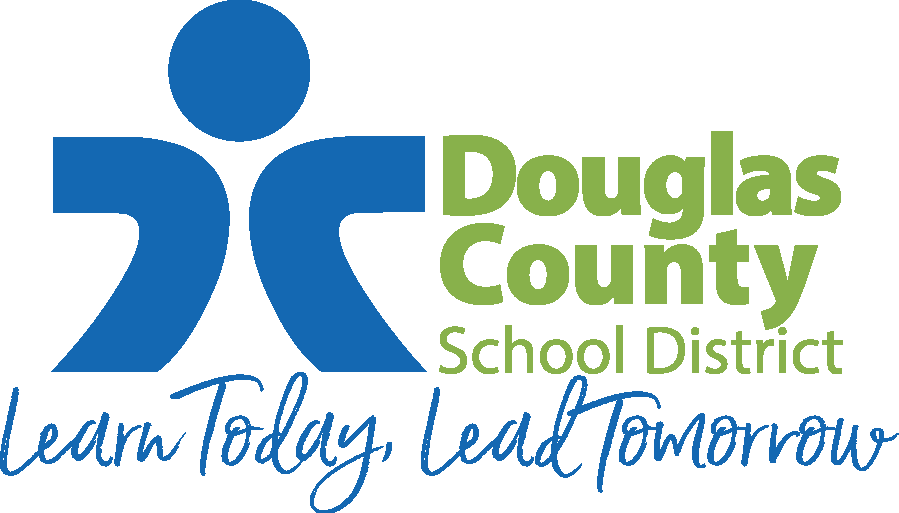 Douglas
County
School District
Learn Today, Lead Tomorrow